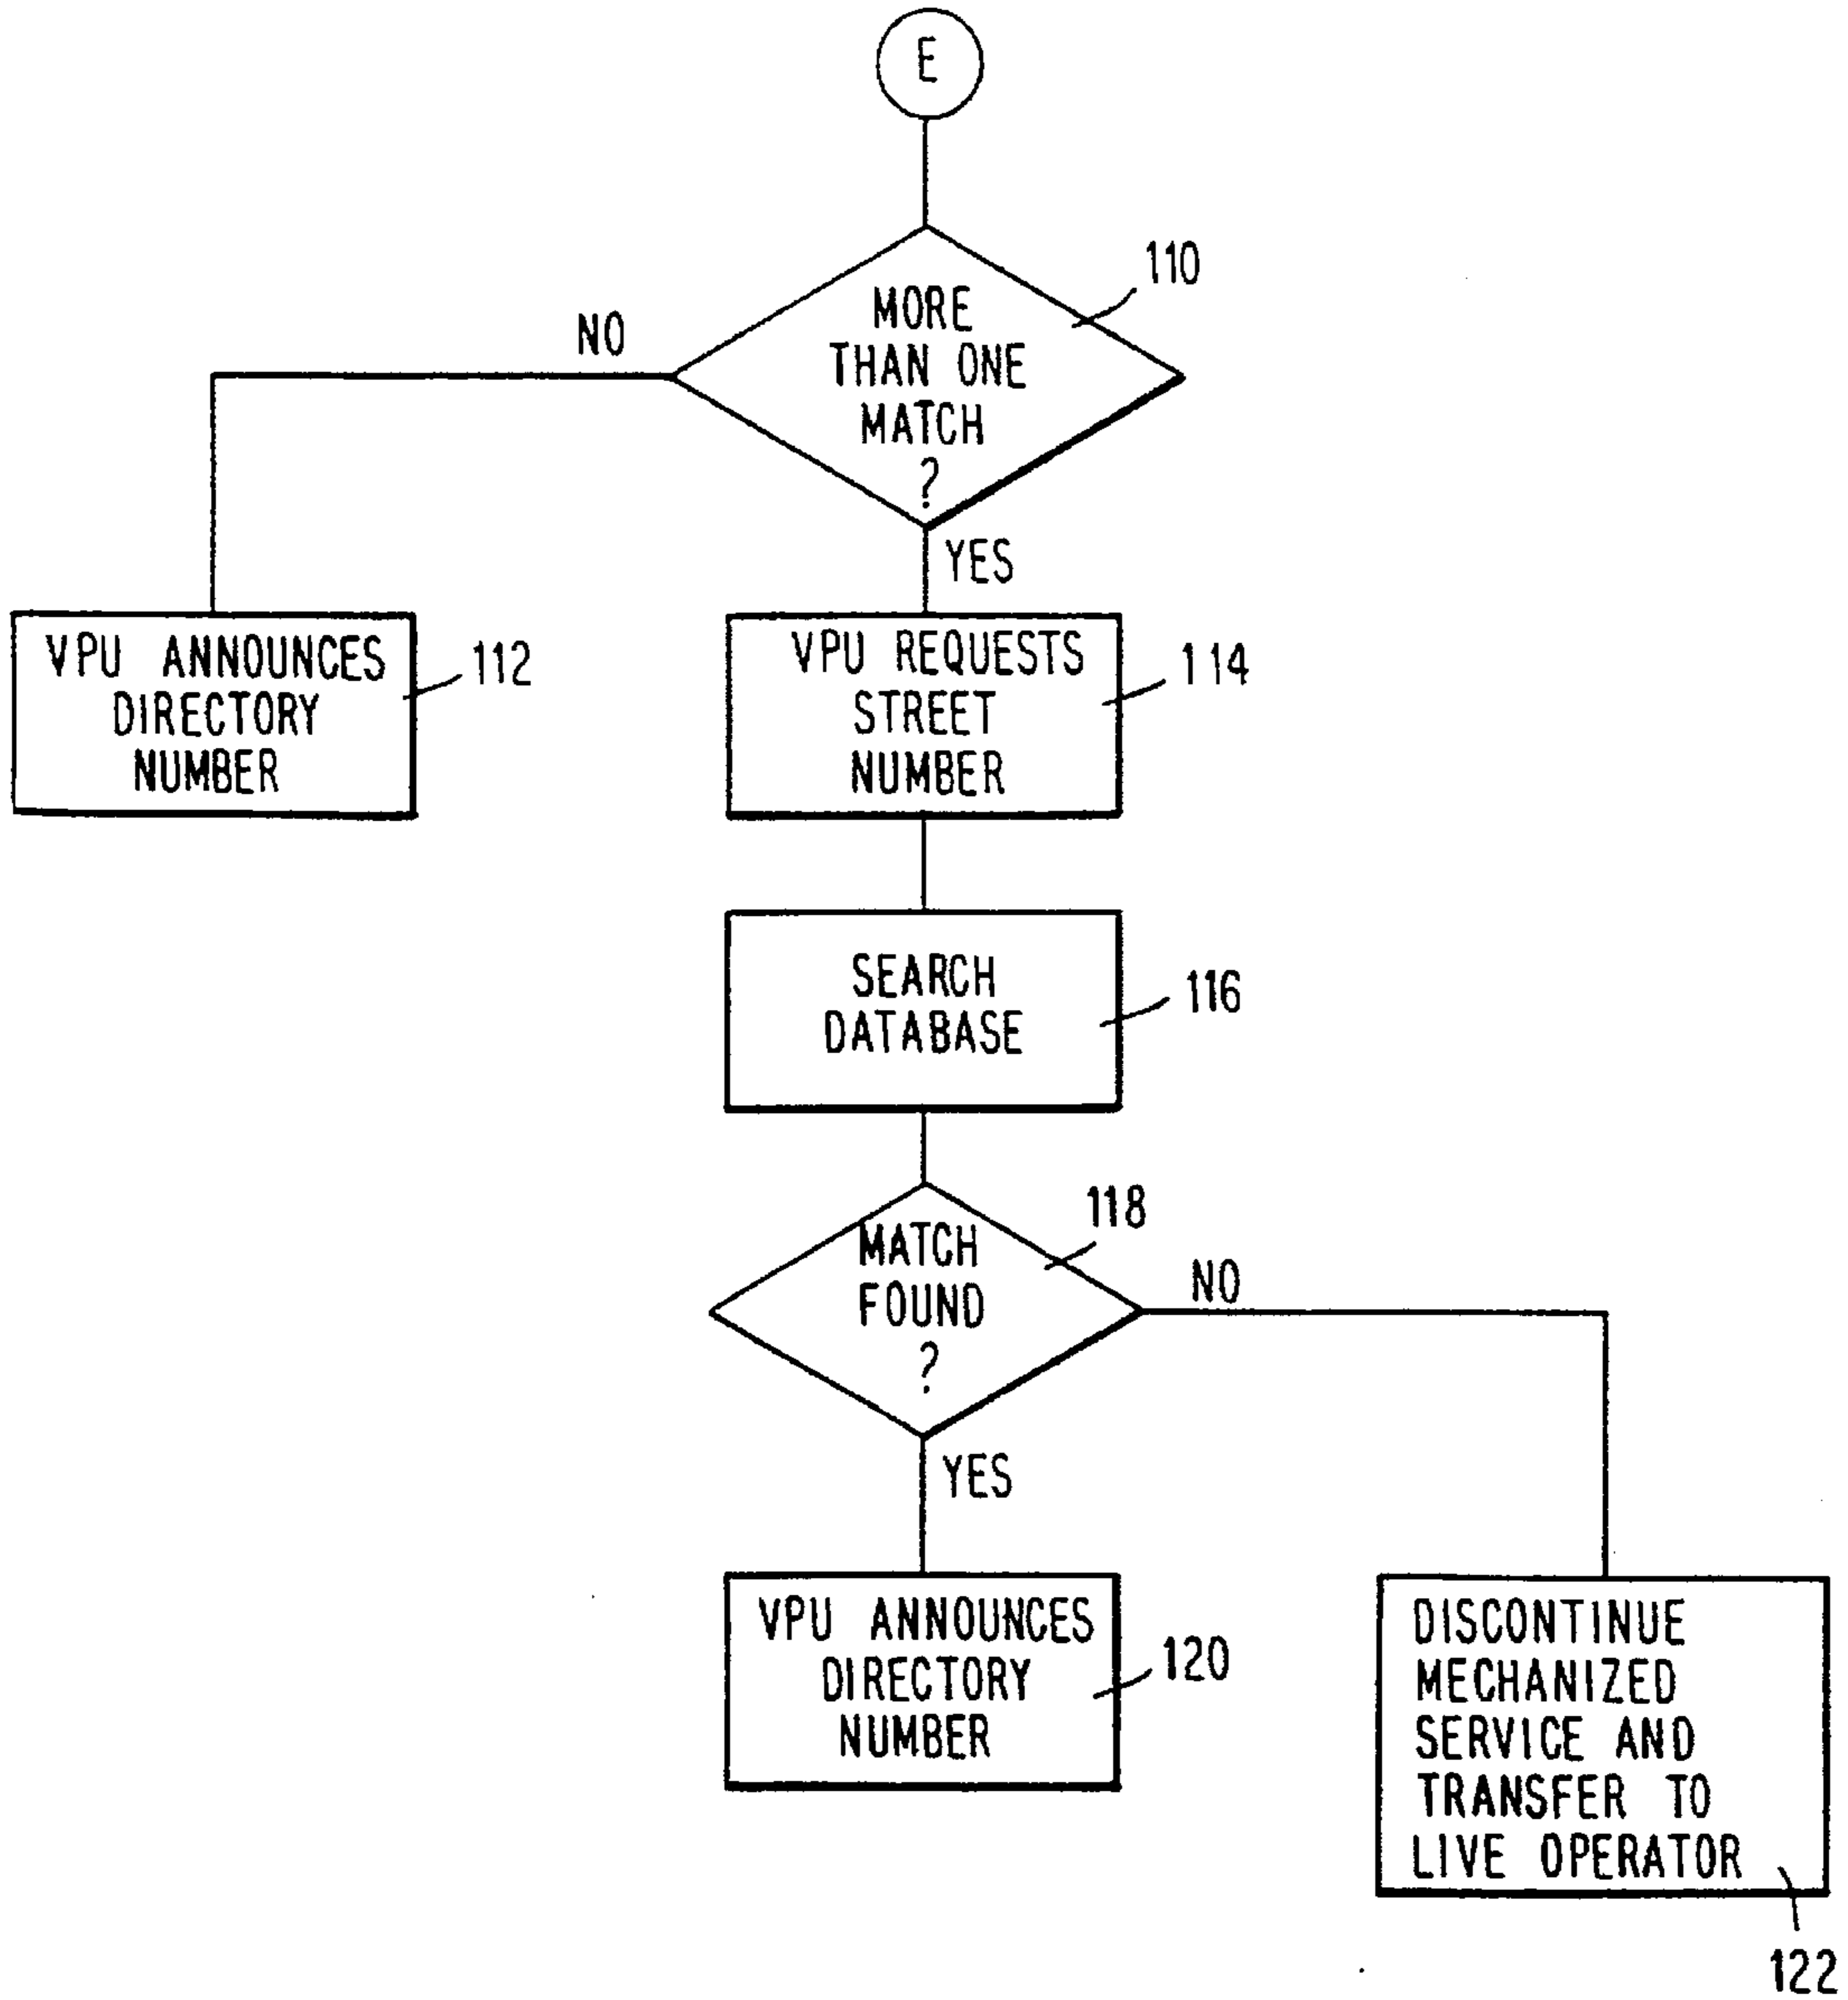 E
110
MORE
THAN ONE
MATCH
?
NO
YES
VPU ANNOUNCES
DIRECTORY
NUMBER
112
VPU REQUESTS
STREET
NUMBER
114
SEARCH
DATABASE
116
118
MATCH
FOUND
?
NO
YES
VPU ANNOUNCES
DIRECTORY
NUMBER
120
DISCONTINUE
MECHANIZED
SERVICE AND
TRANSFER TO
LIVE OPERATOR
122